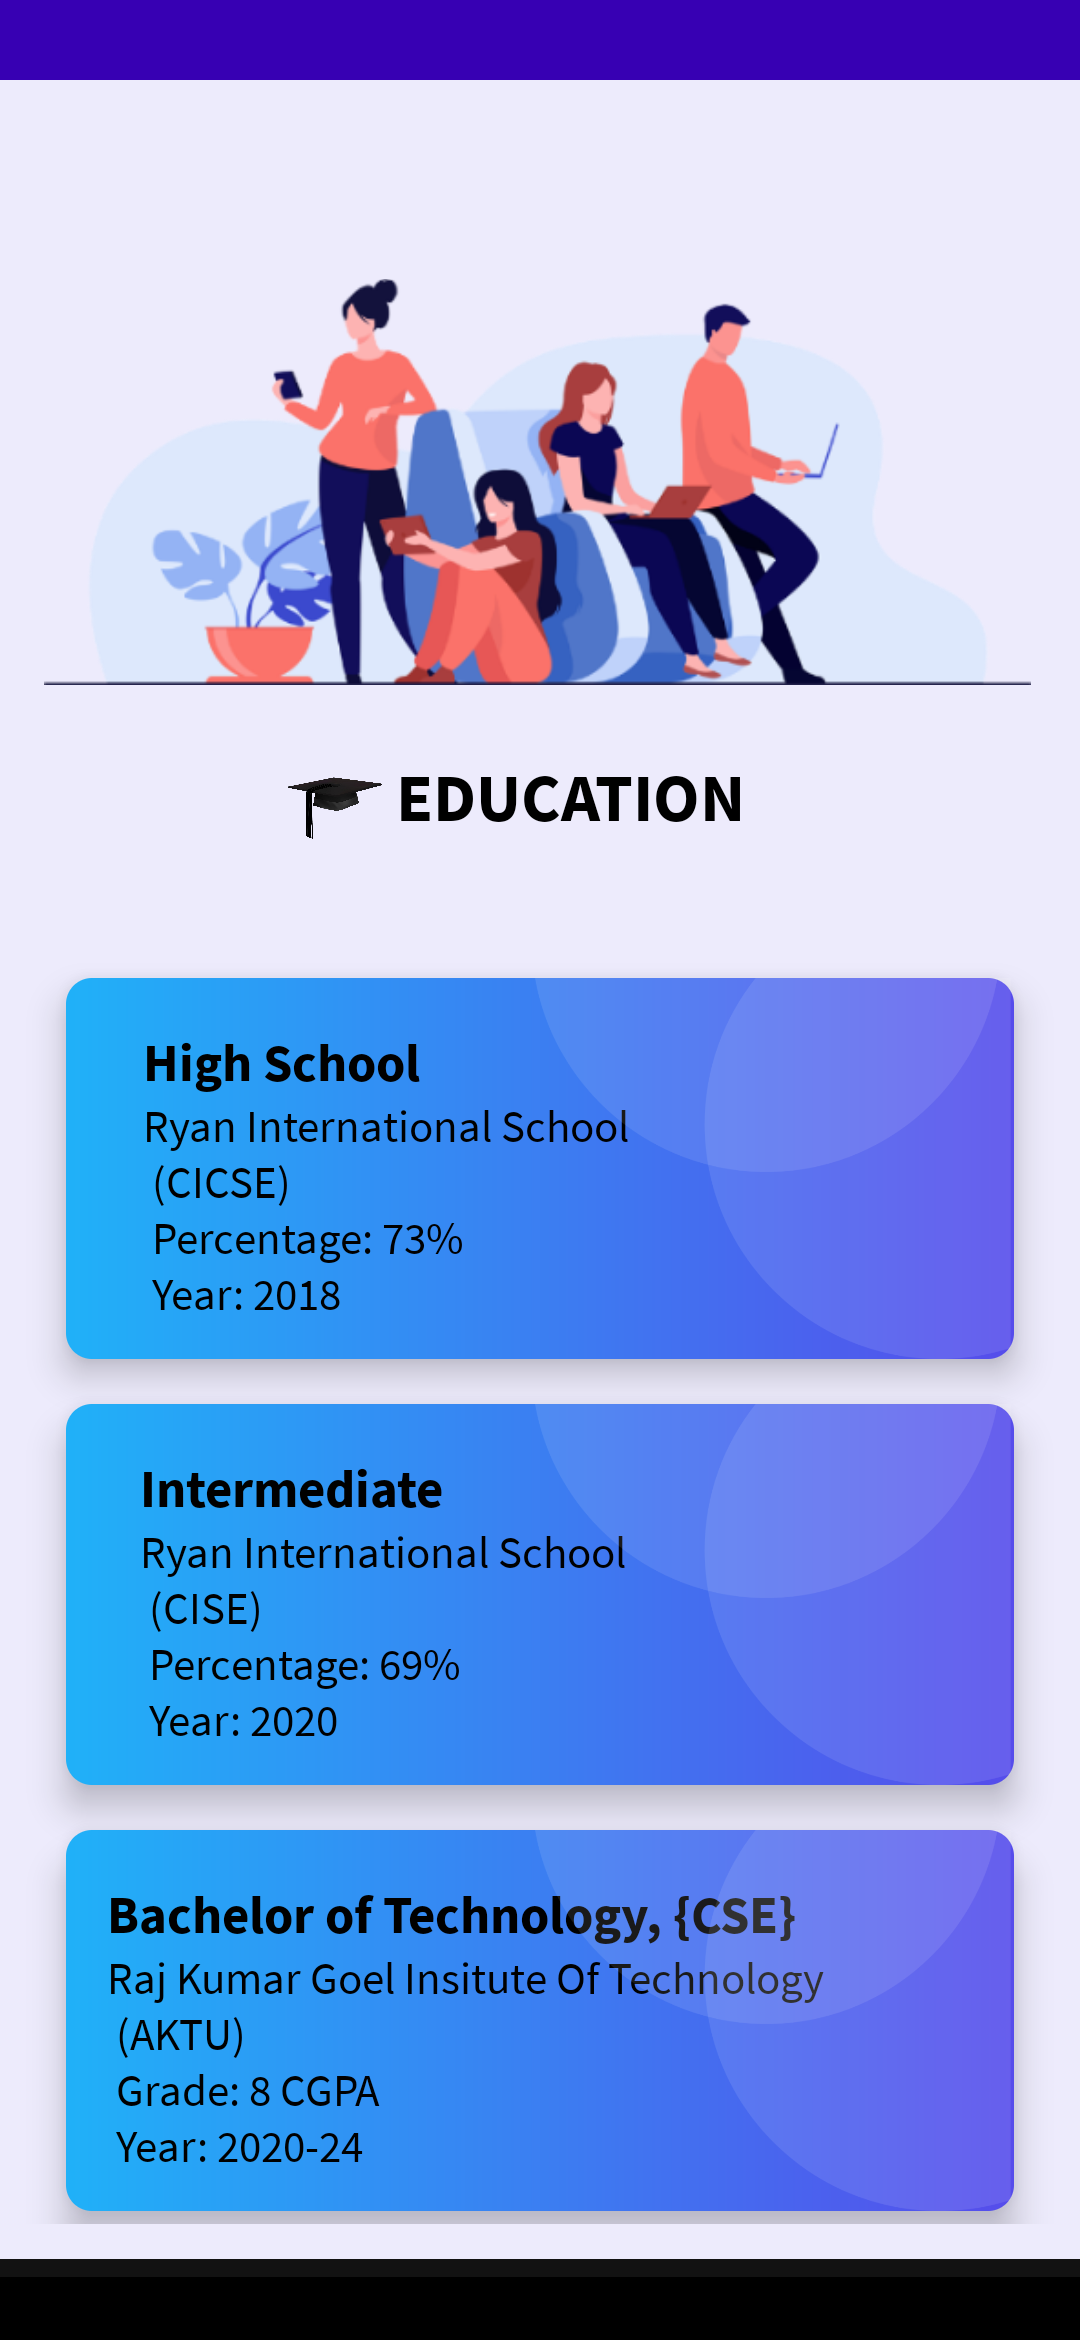 EDUCATION
High School
Ryan International School
(CICSE)
Percentage: 73%
Year: 2018
Intermediate
Ryan International School
(CISE)
Percentage: 69%
Year: 2020
Bachelor of Technology, {CSE}
Raj Kumar Goel Insitute Of Technology
(AKTU)
Grade: 8 CGPA
Year: 2020-24